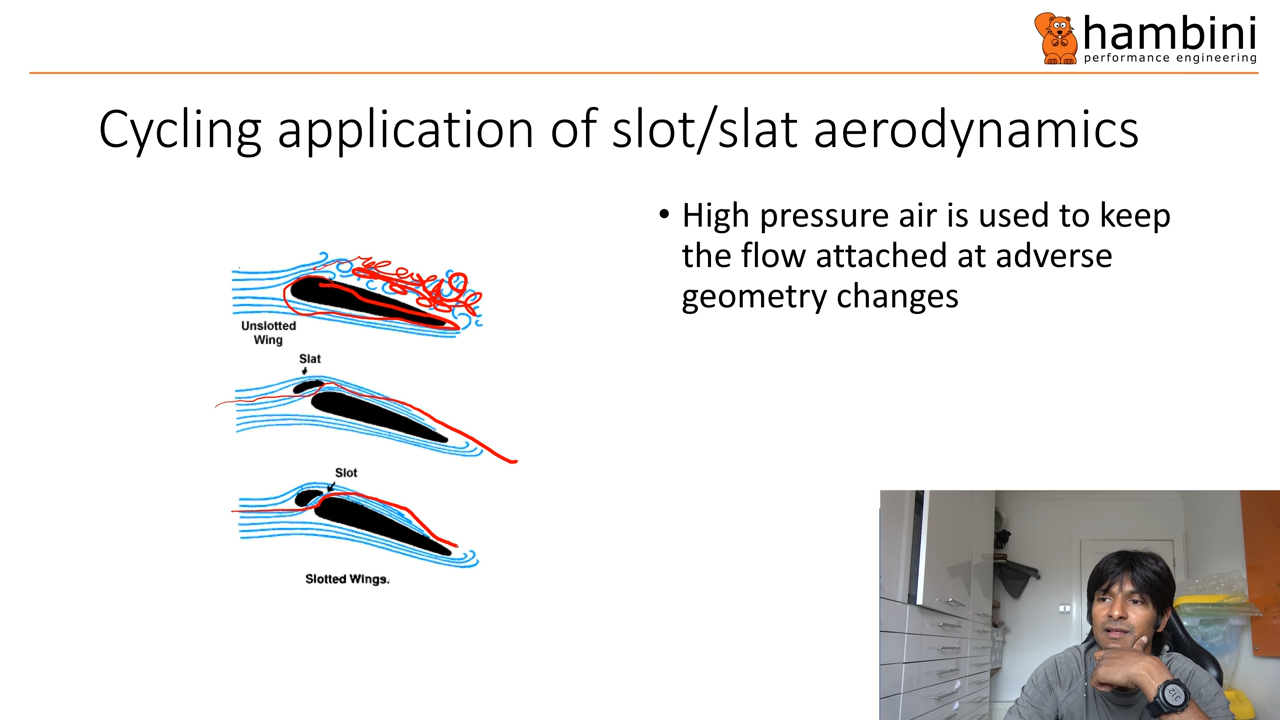 hambini
performance engineering
Cycling application of slot/slat aerodynamics
• High pressure air is used to keep
the flow attached at adverse
geometry changes
Unslotted
Wing
Slat
Slot
Slotted Wings.